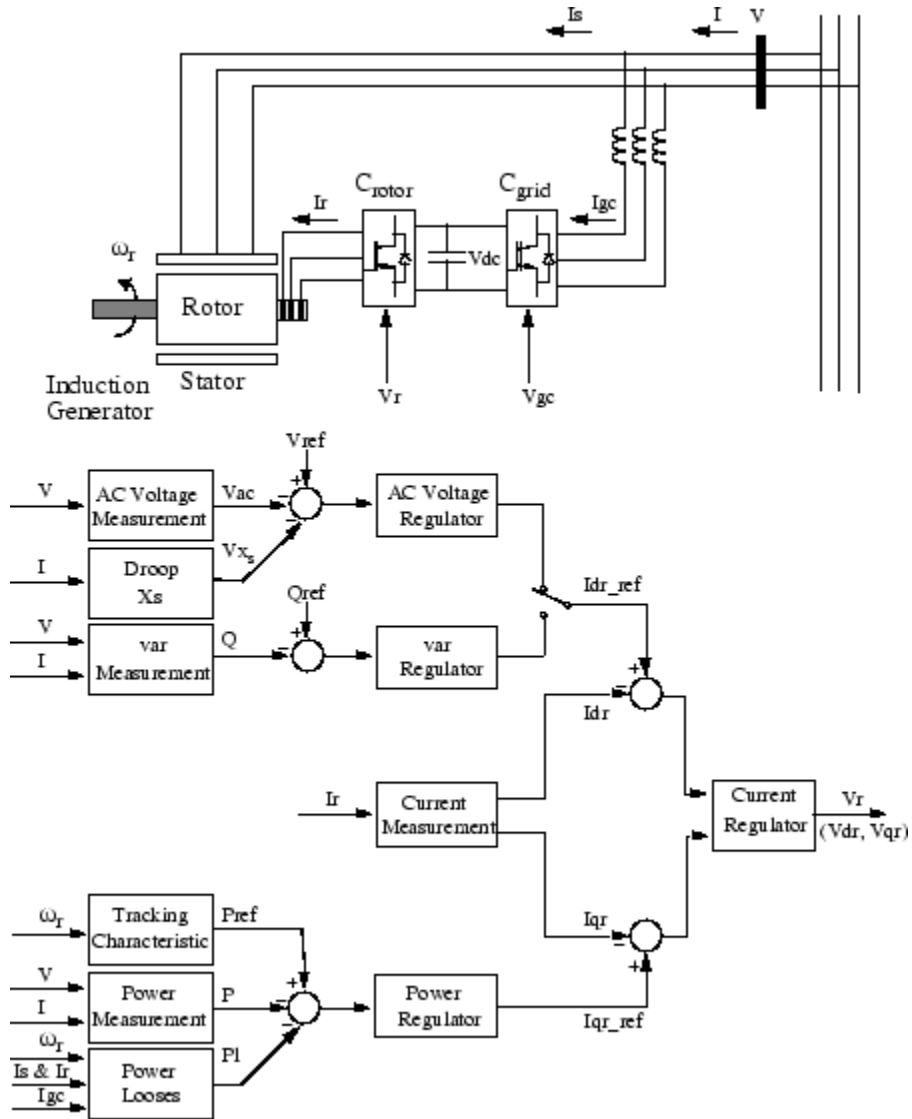 Is
I
V
C rotor
C grid
Ir
Igc
Vdc
ωr
Rotor
Stator
Induction
Generator
Vr
Vgc
Vref
V
AC Voltage
Measurement
Vac
+
−
−
AC Voltage
Regulator
I
Droop
Xs
Vxs
Qref
Idr_ref
V
I
var
Measurement
Q
+
−
var
Regulator
+
−
Idr
Ir
Current
Measurement
Current
Regulator
Vr
(Vdr, Vqr)
Iqr
−
+
ωr
Tracking
Characteristic
Pref
V
I
Power
Measurement
P
+
−
−
Power
Regulator
Iqr_ref
ωr
Is & Ir
Igc
Power
Looses
Pl